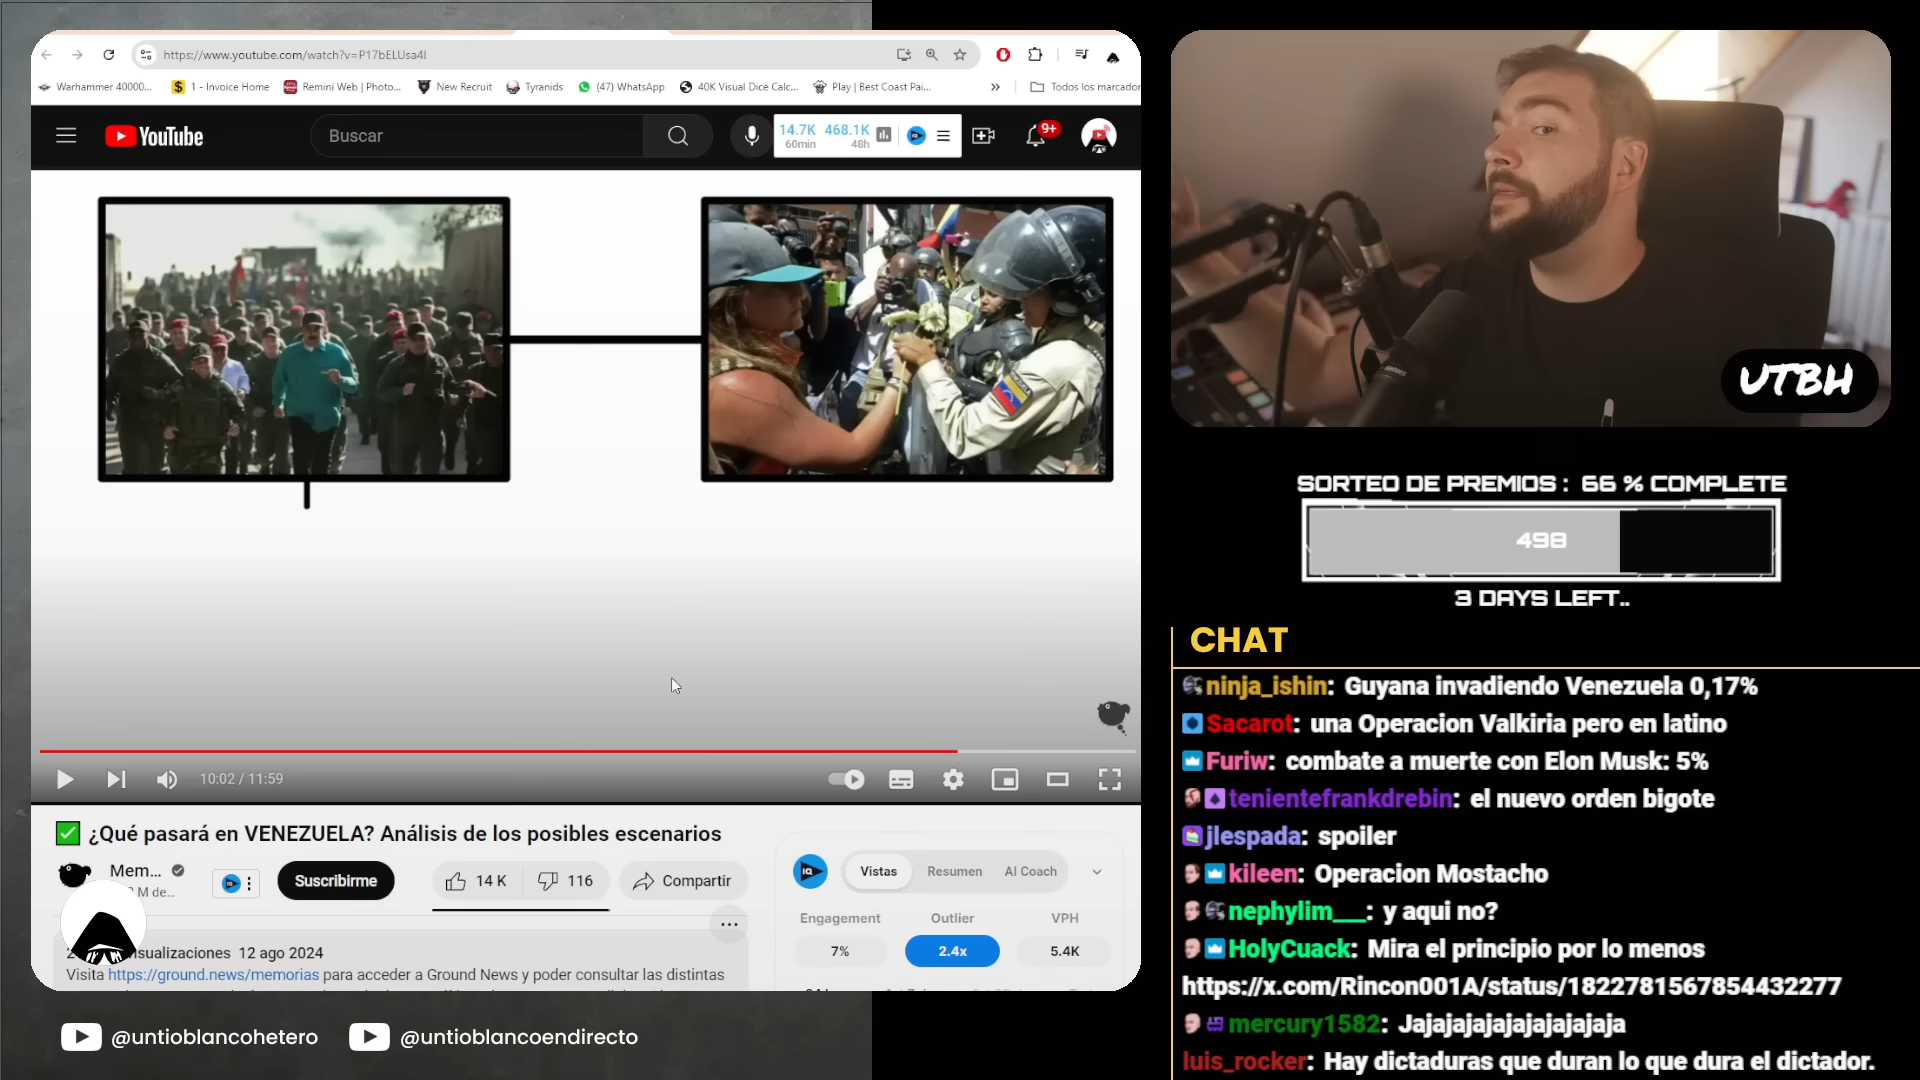 https://www.youtube.com/watch?v=P17bELUsa4I
Warhammer 40000...
1 - Invoice Home
Remini Web | Photo...
New Recruit
Tyranids
(47) WhatsApp
40K Visual Dice Calc...
Play | Best Coast Pai...
»
Todos los marcador
YouTube
Buscar
14.7K 468.1K
60min 48h
9+
UTBH
SORTEO DE PREMIOS : 66 % COMPLETE
498
3 DAYS LEFT..
10:02 / 11:59
✅ ¿Qué pasará en VENEZUELA? Análisis de los posibles escenarios
Mem...
M de...
IQ
Suscribirme
14 K
116
Compartir
IQ
Vistas
Resumen
AI Coach
Engagement
Outlier
VPH
7%
2.4x
5.4K
sualizaciones 12 ago 2024
Visita https://ground.news/memorias para acceder a Ground News y poder consultar las distintas
@untioblancohetero
@untioblancoendirecto
CHAT
ninja_ishin: Guyana invadiendo Venezuela 0,17%
Sacarot: una Operacion Valkiria pero en latino
Furiw: combate a muerte con Elon Musk: 5%
tenientefrankdrebin: el nuevo orden bigote
jlespada: spoiler
kileen: Operacion Mostacho
nephylim___: y aqui no?
HolyCuack: Mira el principio por lo menos
https://x.com/Rincon001A/status/1822781567854432277
mercury1582: Jajajajajajajajajaja
luis_rocker: Hay dictaduras que duran lo que dura el dictador.